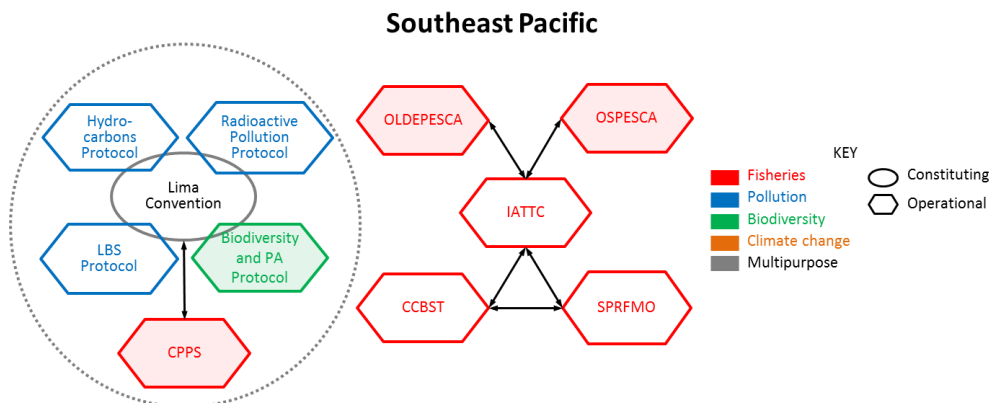 Southeast Pacific
Hydro-
carbons
Protocol
Radioactive
Pollution
Protocol
Lima
Convention
LBS
Protocol
Biodiversity
and PA
Protocol
CPPS
OLDEPESCA
OSPESCA
IATTC
CCBST
SPRFMO
KEY
Fisheries
Pollution
Biodiversity
Climate change
Multipurpose
Constituting
Operational